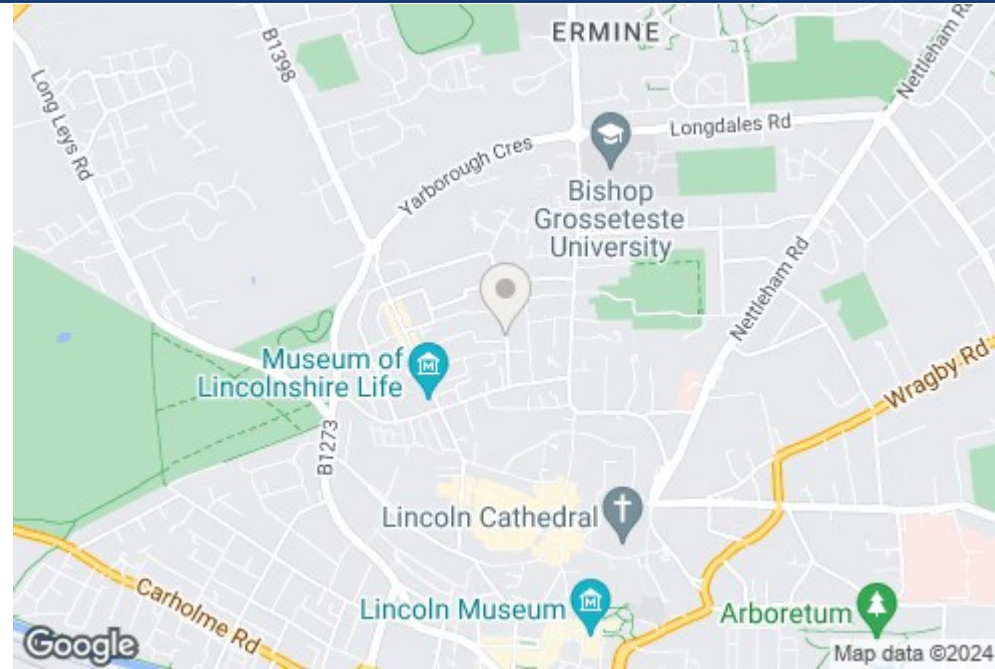 ERMINE
B1398
Nettleham Rd
Long Leys Rd
Longdales Rd
Yarborough Cres
Bishop
Grosseteste
University
Nettleham Rd
Museum of
Lincolnshire Life
Wragby Rd
B1273
Lincoln Cathedral
Carholme Rd
Lincoln Museum
Arboretum
Google
Map data ©2024